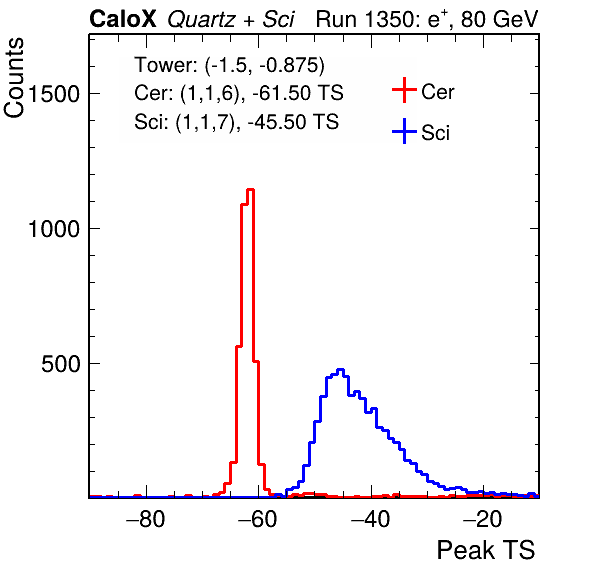 CaloX Quartz + Sci Run 1350: e⁺, 80 GeV
Counts
Tower: (-1.5, -0.875)
Cer: (1,1,6), -61.50 TS
Sci: (1,1,7), -45.50 TS
Cer
Sci
1500
1000
500
−80 −60 −40 −20
Peak TS